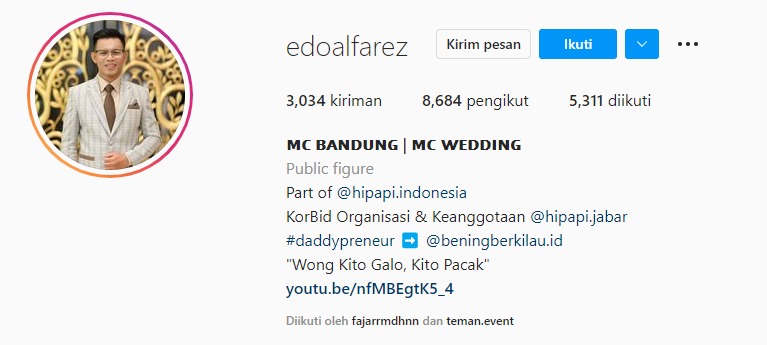 edoalfarez Kirim pesan Ikuti
3,034 kiriman 8,684 pengikut 5,311 diikuti
MC BANDUNG | MC WEDDING
Public figure
Part of @hipapi.indonesia
KorBid Organisasi & Keanggotaan @hipapi.jabar
#daddypreneur ➡️ @beningberkilau.id
"Wong Kito Galo, Kito Pacak"
youtu.be/nfMBEgtK5_4
Diikuti oleh fajarrmdhnn dan teman.event